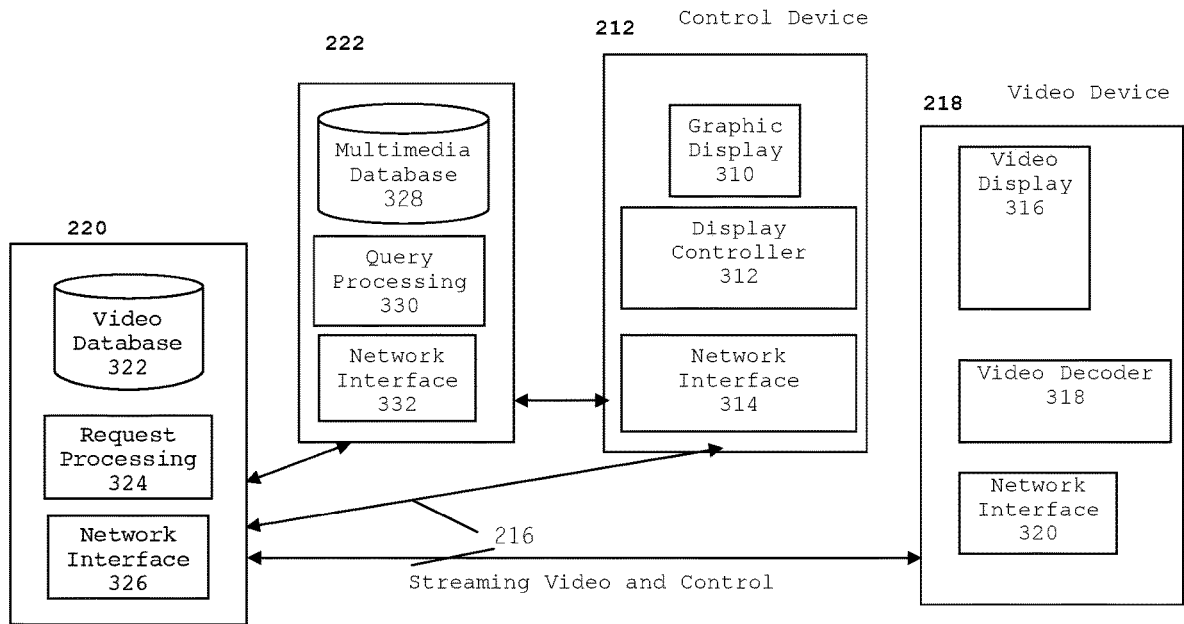 220
Video
Database
322
Request
Processing
324
Network
Interface
326
222
Multimedia
Database
328
Query
Processing
330
Network
Interface
332
212
Control Device
Graphic
Display
310
Display
Controller
312
Network
Interface
314
218
Video Device
Video
Display
316
Video Decoder
318
Network
Interface
320
216
Streaming Video and Control